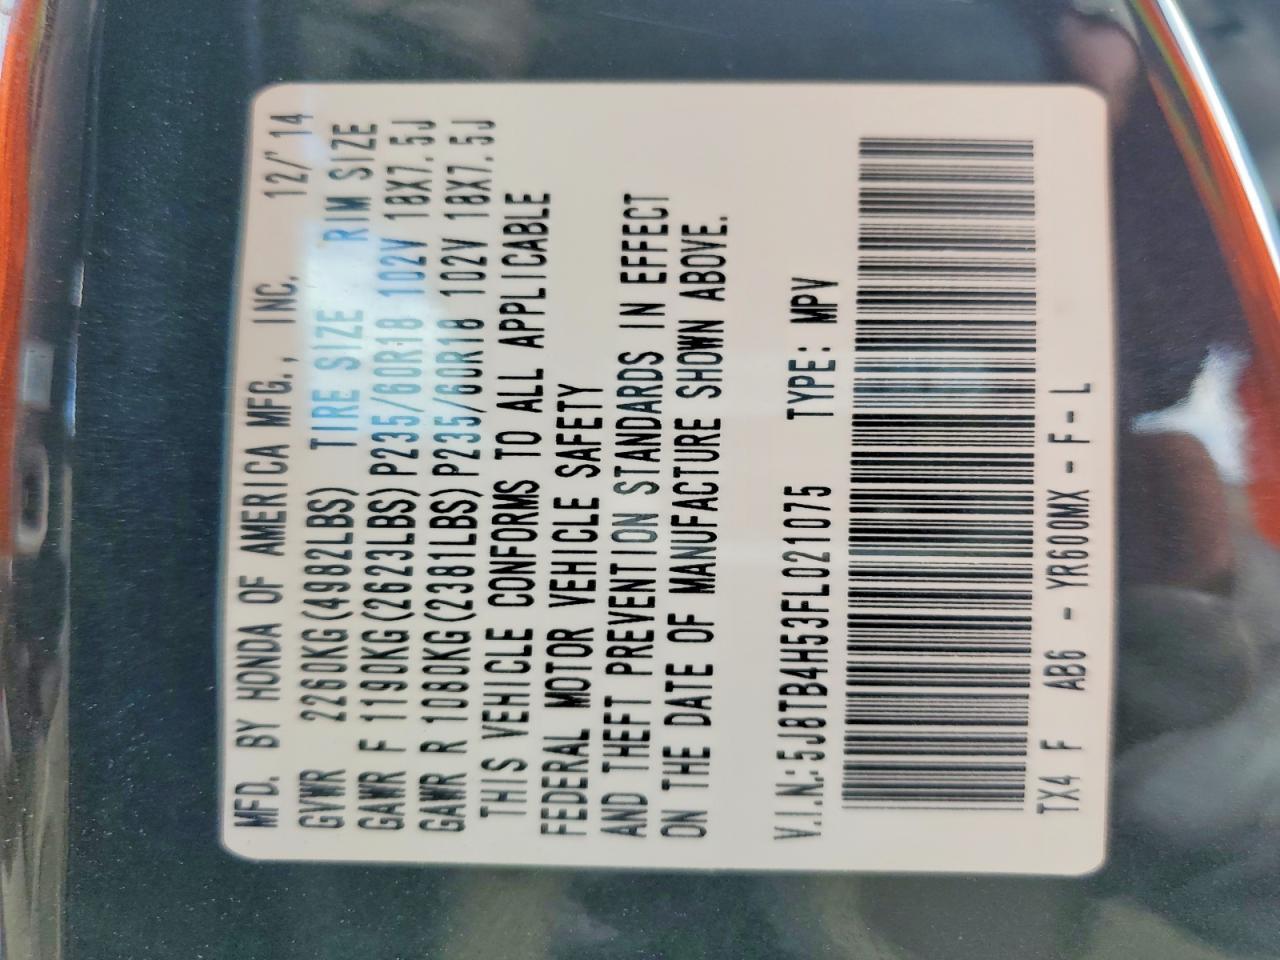 MFD. BY HONDA OF AMERICA MFG., INC. 12/'14
GVWR 2260KG(4982LBS) TIRE SIZE RIM SIZE
GAWR F 1190KG(2623LBS) P235/60R18 102V 18X7.5J
GAWR R 1080KG(2381LBS) P235/60R18 102V 18X7.5J
THIS VEHICLE CONFORMS TO ALL APPLICABLE
FEDERAL MOTOR VEHICLE SAFETY
AND THEFT PREVENTION STANDARDS IN EFFECT
ON THE DATE OF MANUFACTURE SHOWN ABOVE.
V.I.N.: 5J8TB4H53FL021075 TYPE: MPV
TX4 F AB6 - YR600MX - F - L